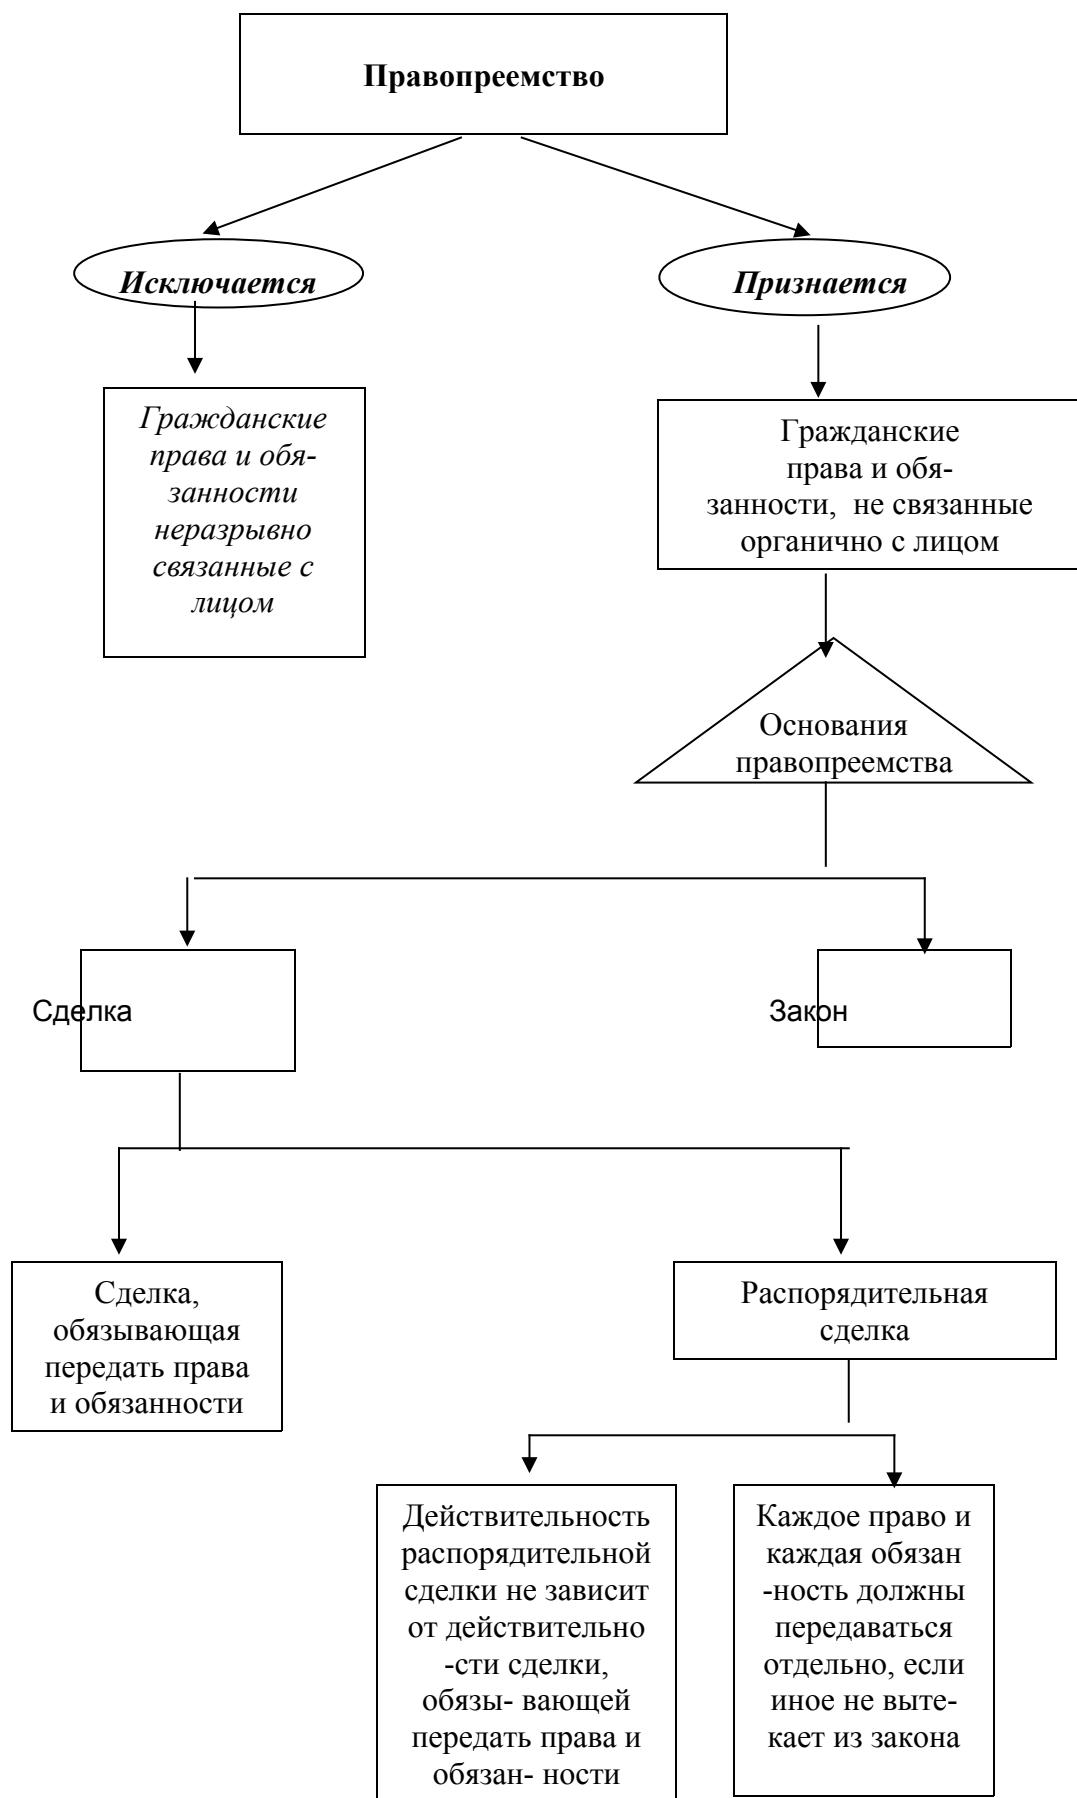 Правопреемство
Исключается
Признается
Гражданские
права и обя-
занности
неразрывно
связанные с
лицом
Гражданские
права и обя-
занности, не связанные
органично с лицом
Основания
правопреемства
Сделка
Закон
Сделка,
обязывающая
передать права
и обязанности
Распорядительная
сделка
Действительность
распорядительной
сделки не зависит
от действительно
-сти сделки,
обязы- вающей
передать права и
обязан- ности
Каждое право и
каждая обязан
-ность должны
передаваться
отдельно, если
иное не выте-
кает из закона